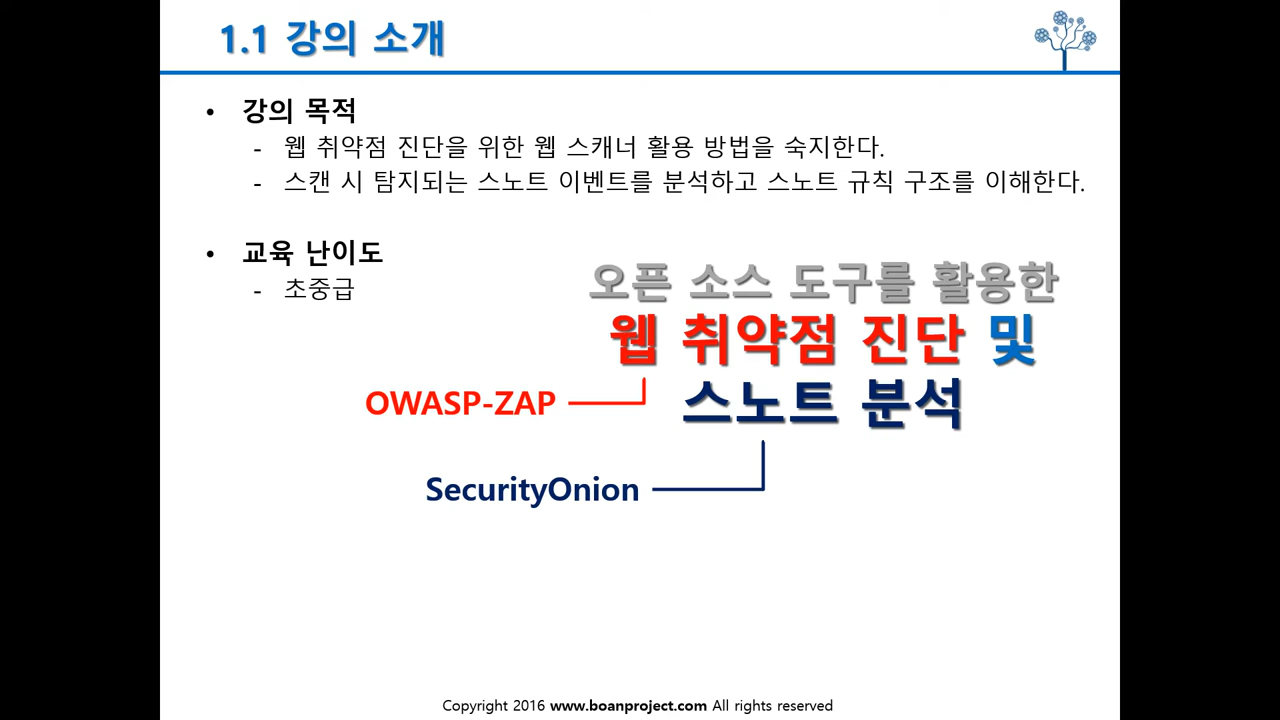 1.1 강의 소개
• 강의 목적
- 웹 취약점 진단을 위한 웹 스캐너 활용 방법을 숙지한다.
- 스캔 시 탐지되는 스노트 이벤트를 분석하고 스노트 규칙 구조를 이해한다.
• 교육 난이도
- 초중급
오픈 소스 도구를 활용한
웹 취약점 진단 및
스노트 분석
OWASP-ZAP
SecurityOnion
Copyright 2016 www.boanproject.com All rights reserved